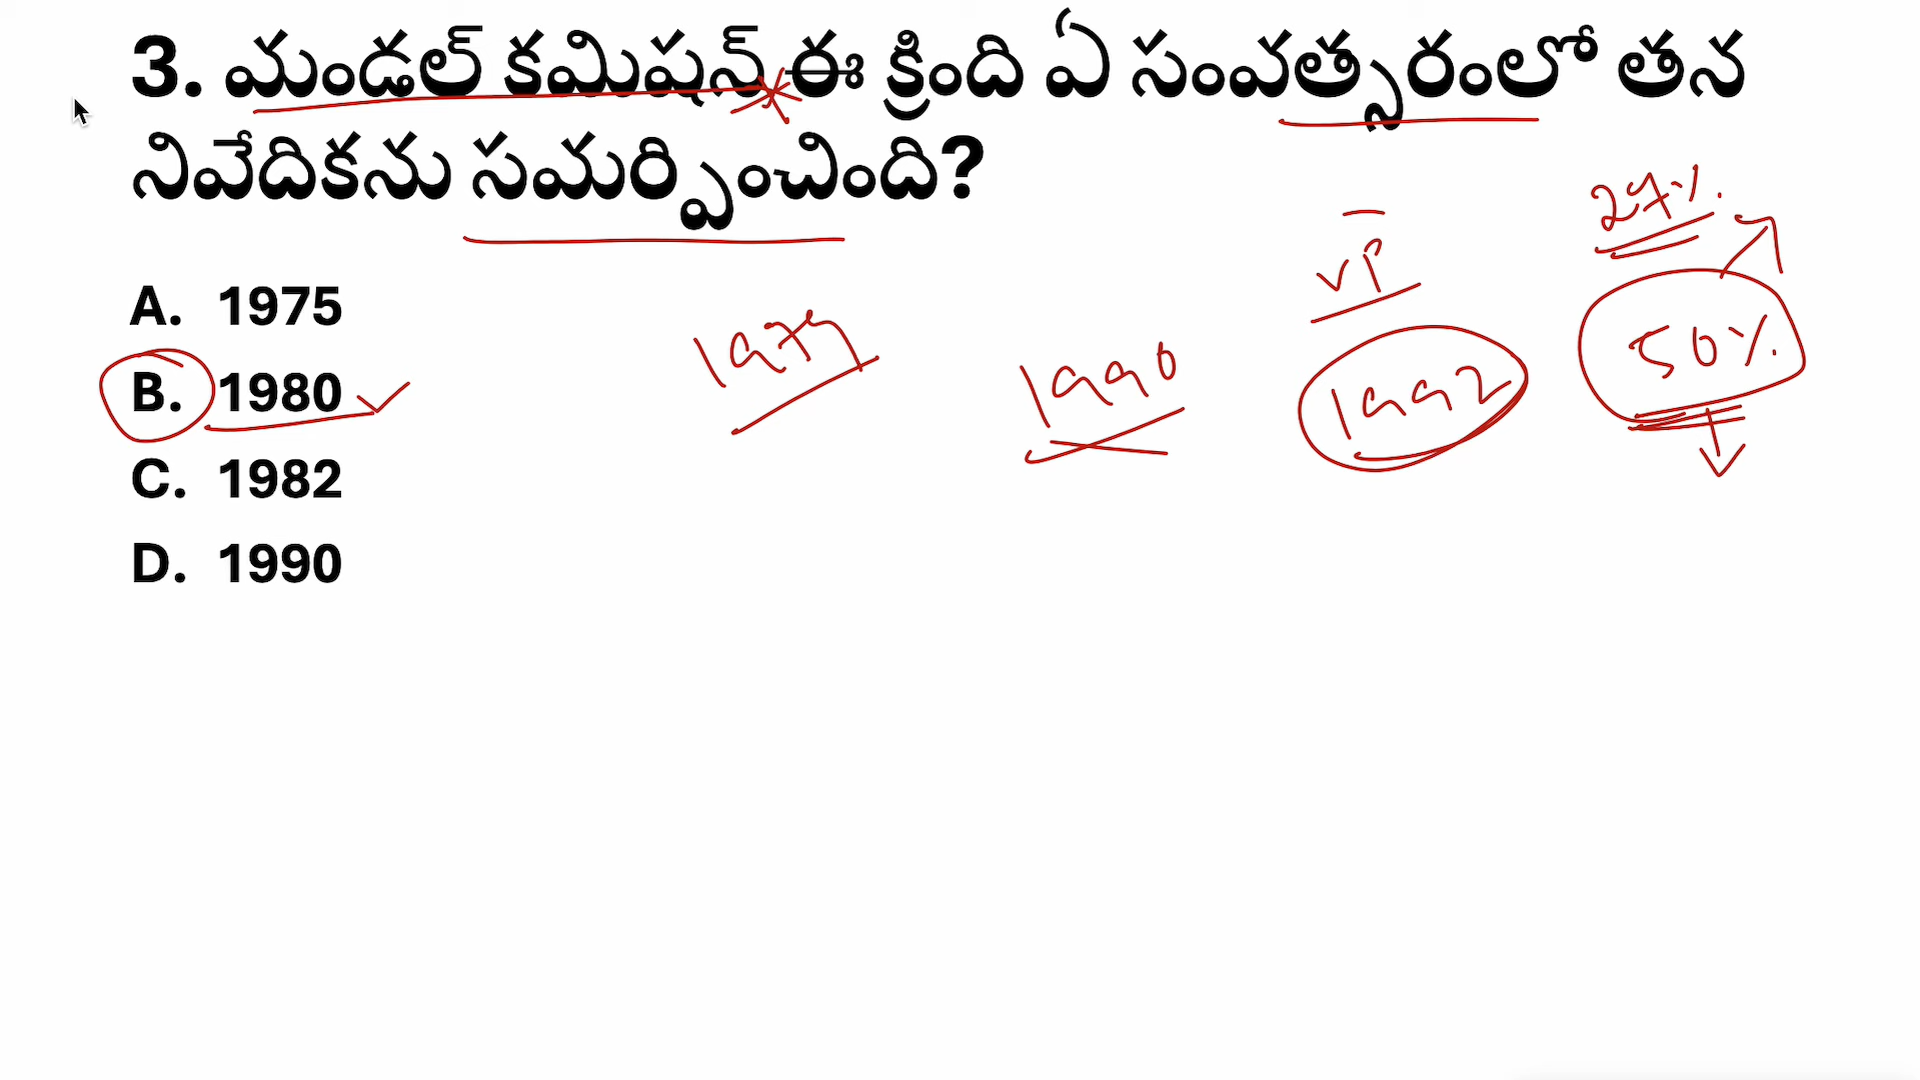 3. మండల్ కమిషన్ ఈ క్రింది ఏ సంవత్సరంలో తన
నివేదికను సమర్పించింది?
A. 1975
B. 1980
C. 1982
D. 1990
1979
1990
VP
1992
27%.
50%.